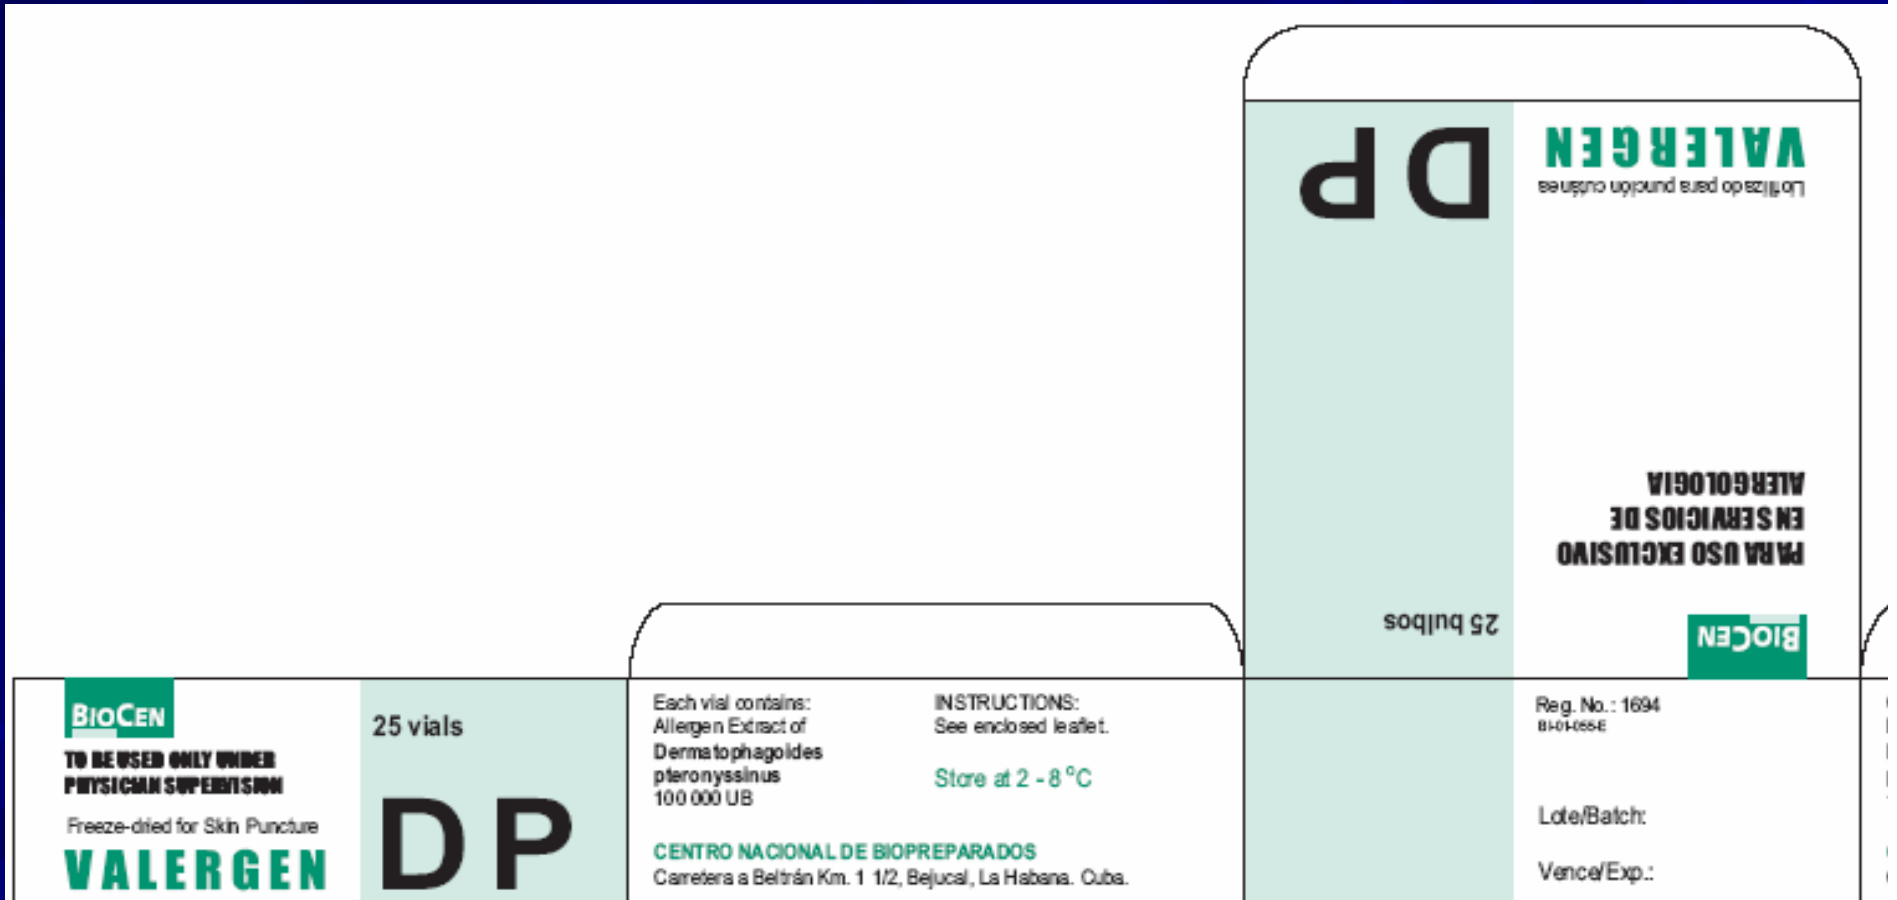 VALERGEN
Liofilizado para punción cutánea
DP
PARA USO EXCLUSIVO
EN SERVICIOS DE
ALERGOLOGIA
25 bulbos
BIOCEN
BIOCEN
TO BE USED ONLY UNDER
PHYSICIAN SUPERVISION
Freeze-dried for Skin Puncture
VALERGEN
25 vials
DP
Each vial contains:
Allergen Extract of
Dermatophagoides
pteronyssinus
100 000 UB
INSTRUCTIONS:
See enclosed leaflet.
Store at 2 - 8 °C
CENTRO NACIONAL DE BIOPREPARADOS
Carretera a Beltrán Km. 1 1/2, Bejucal, La Habana. Cuba.
Reg. No.: 1694
BI-01-055-E
Lote/Batch:
Vence/Exp.: